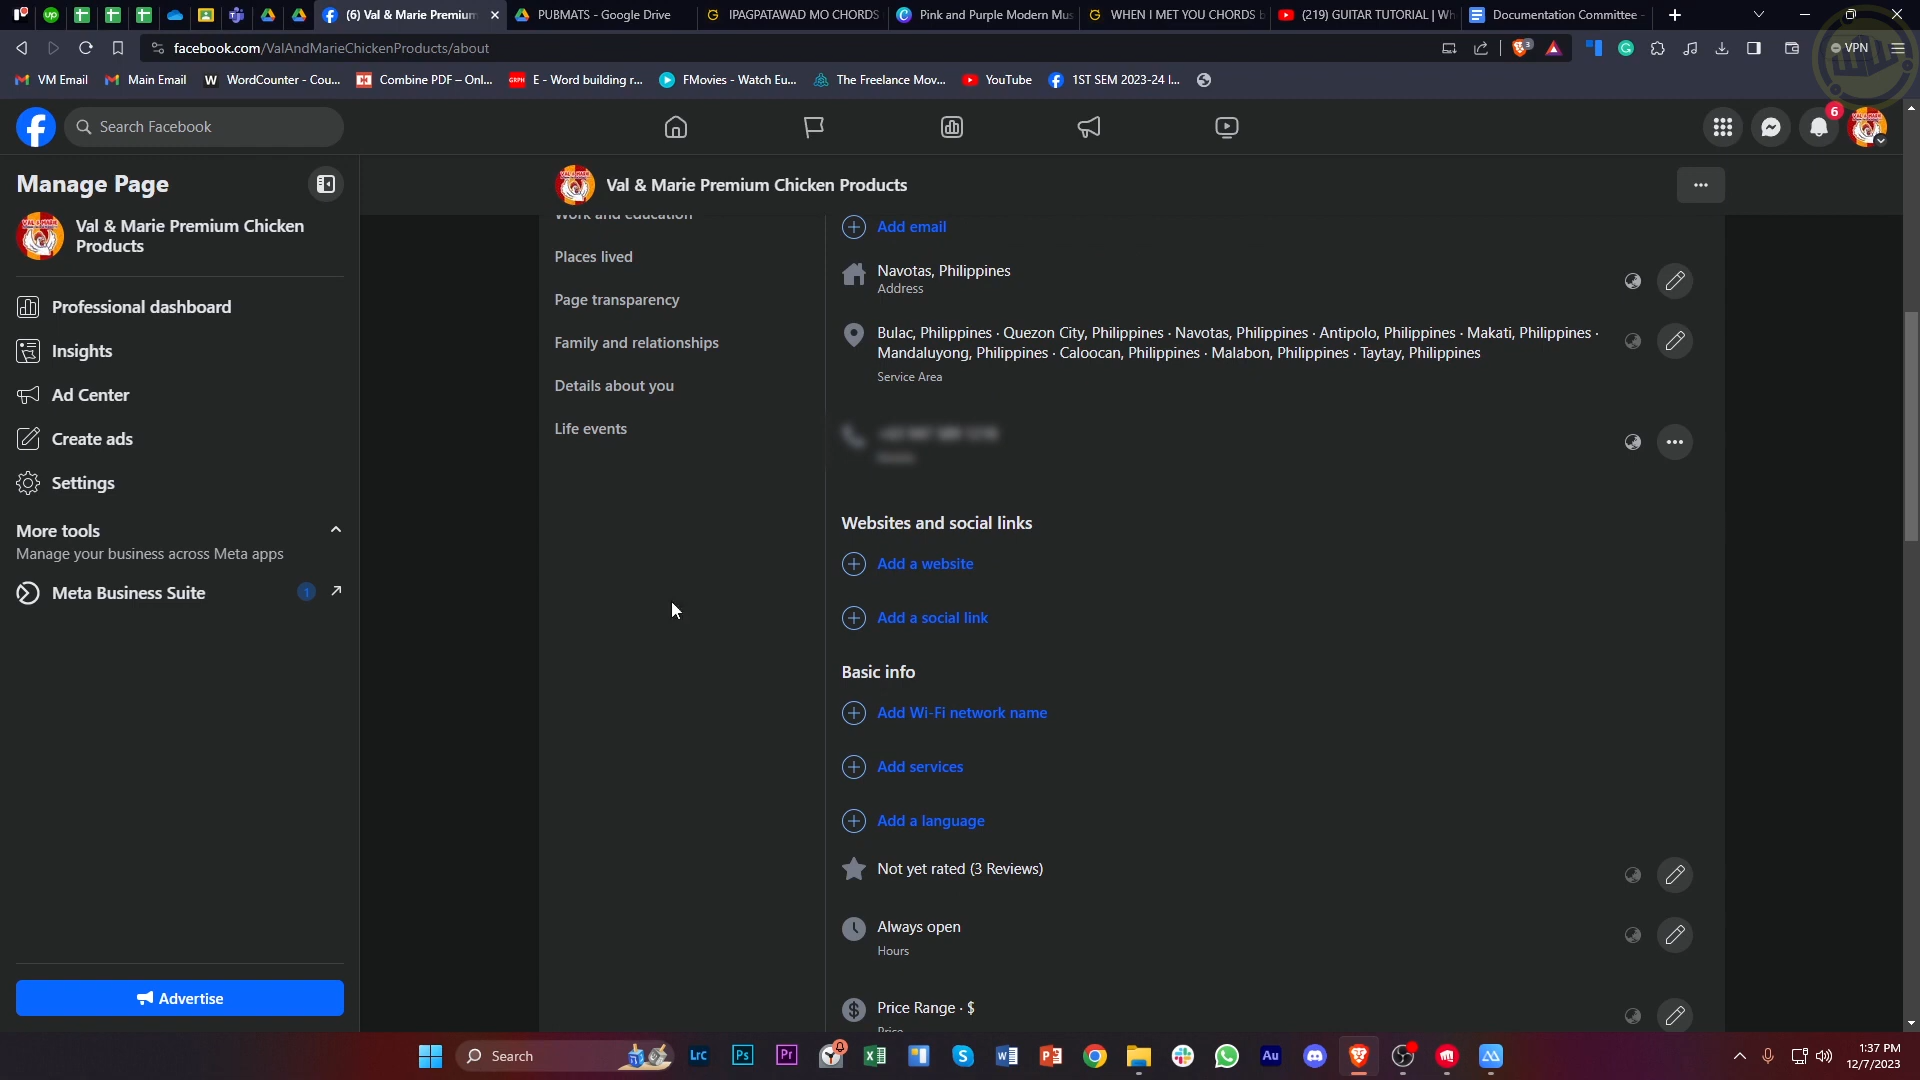 (6) Val & Marie Premium
PUBMATS - Google Drive
IPAGPATAWAD MO CHORDS
Pink and Purple Modern Mus
WHEN I MET YOU CHORDS b
(219) GUITAR TUTORIAL | Wh
Documentation Committee -
facebook.com/ValAndMarieChickenProducts/about
VPN
VM Email
Main Email
WordCounter - Cou...
Combine PDF – Onl...
E - Word building r...
FMovies - Watch Eu...
The Freelance Mov...
YouTube
1ST SEM 2023-24 I...
Search Facebook
6
Manage Page
Val & Marie Premium Chicken Products
Val & Marie Premium Chicken
Products
Work and education
Add email
Places lived
Navotas, Philippines
Address
Professional dashboard
Page transparency
Bulac, Philippines · Quezon City, Philippines · Navotas, Philippines · Antipolo, Philippines · Makati, Philippines ·
Mandaluyong, Philippines · Caloocan, Philippines · Malabon, Philippines · Taytay, Philippines
Service Area
Insights
Family and relationships
Ad Center
Details about you
Create ads
Life events
Settings
More tools
Manage your business across Meta apps
Websites and social links
Meta Business Suite
1
Add a website
Add a social link
Basic info
Add Wi-Fi network name
Add services
Add a language
Not yet rated (3 Reviews)
Always open
Hours
Advertise
Price Range · $
Price
Search
1:37 PM
12/7/2023